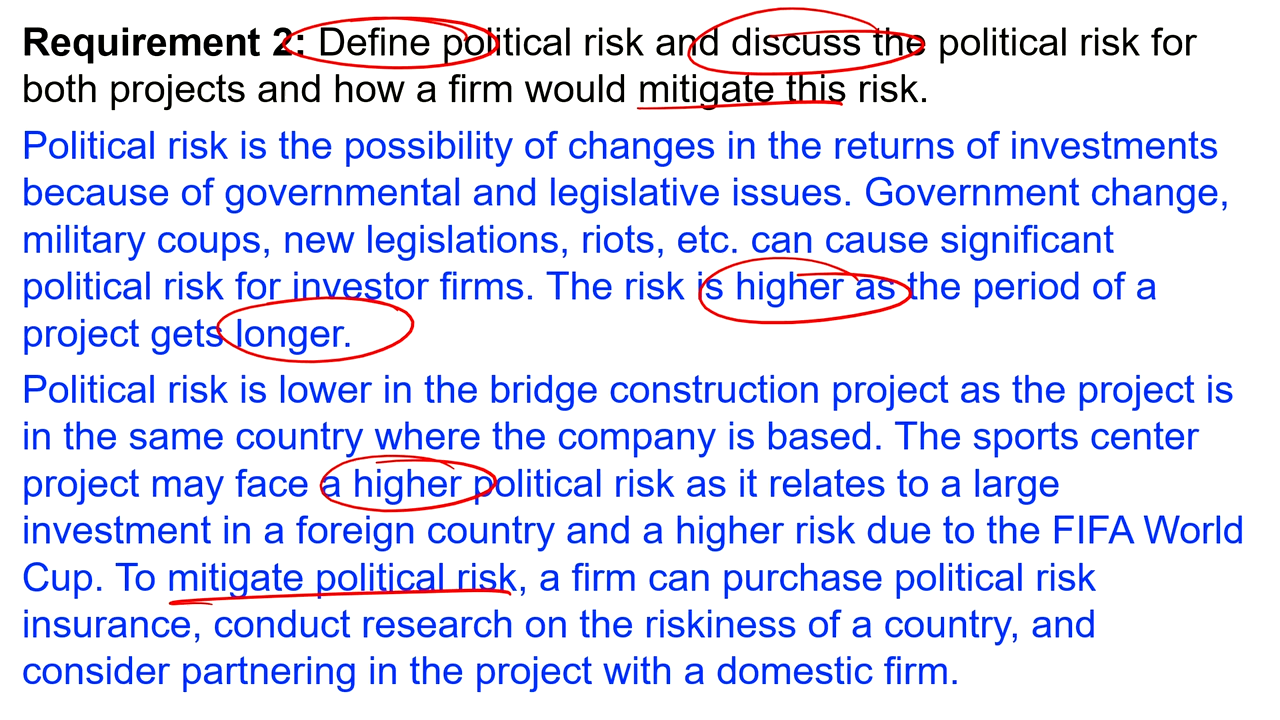 Requirement 2: Define political risk and discuss the political risk for
both projects and how a firm would mitigate this risk.
Political risk is the possibility of changes in the returns of investments
because of governmental and legislative issues. Government change,
military coups, new legislations, riots, etc. can cause significant
political risk for investor firms. The risk is higher as the period of a
project gets longer.
Political risk is lower in the bridge construction project as the project is
in the same country where the company is based. The sports center
project may face a higher political risk as it relates to a large
investment in a foreign country and a higher risk due to the FIFA World
Cup. To mitigate political risk, a firm can purchase political risk
insurance, conduct research on the riskiness of a country, and
consider partnering in the project with a domestic firm.